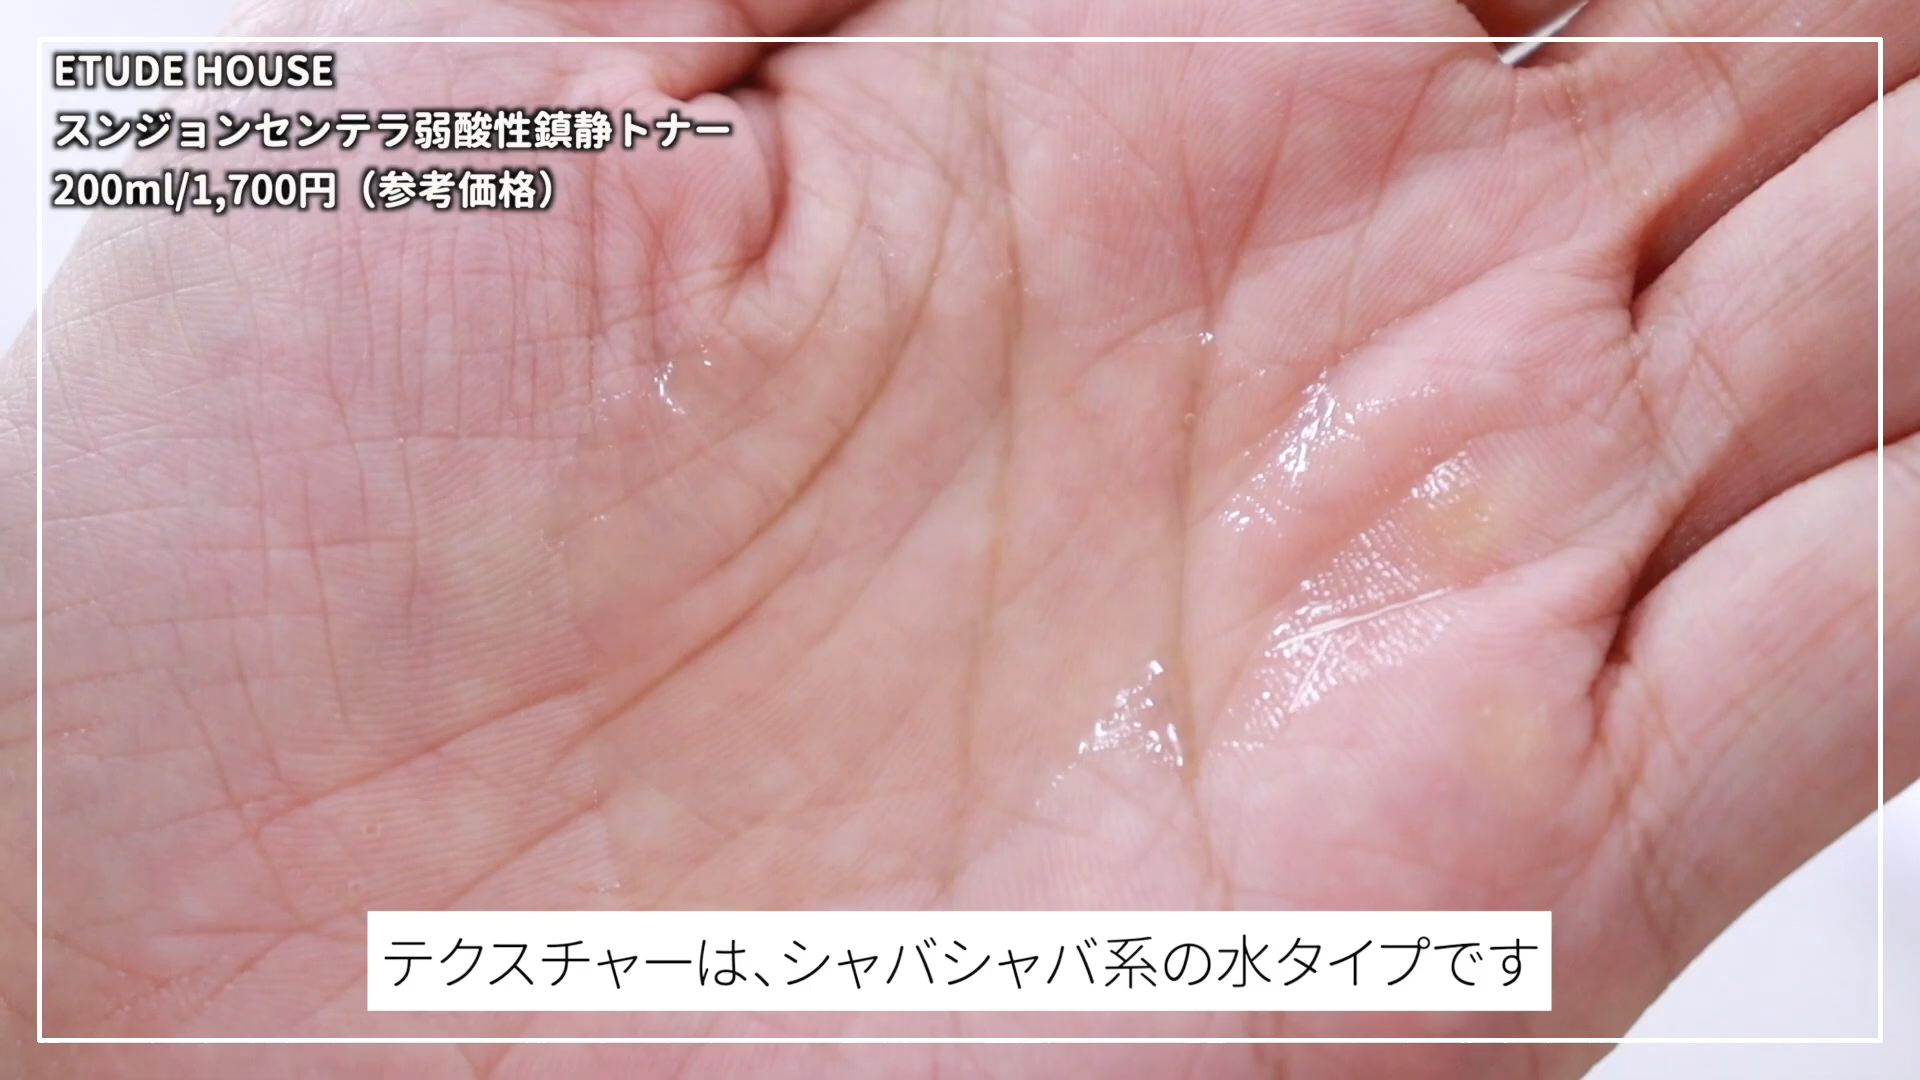 ETUDE HOUSE
スンジョンセンテラ弱酸性鎮静トナー
200ml/1,700円（参考価格）
テクスチャーは、シャバシャバ系の水タイプです